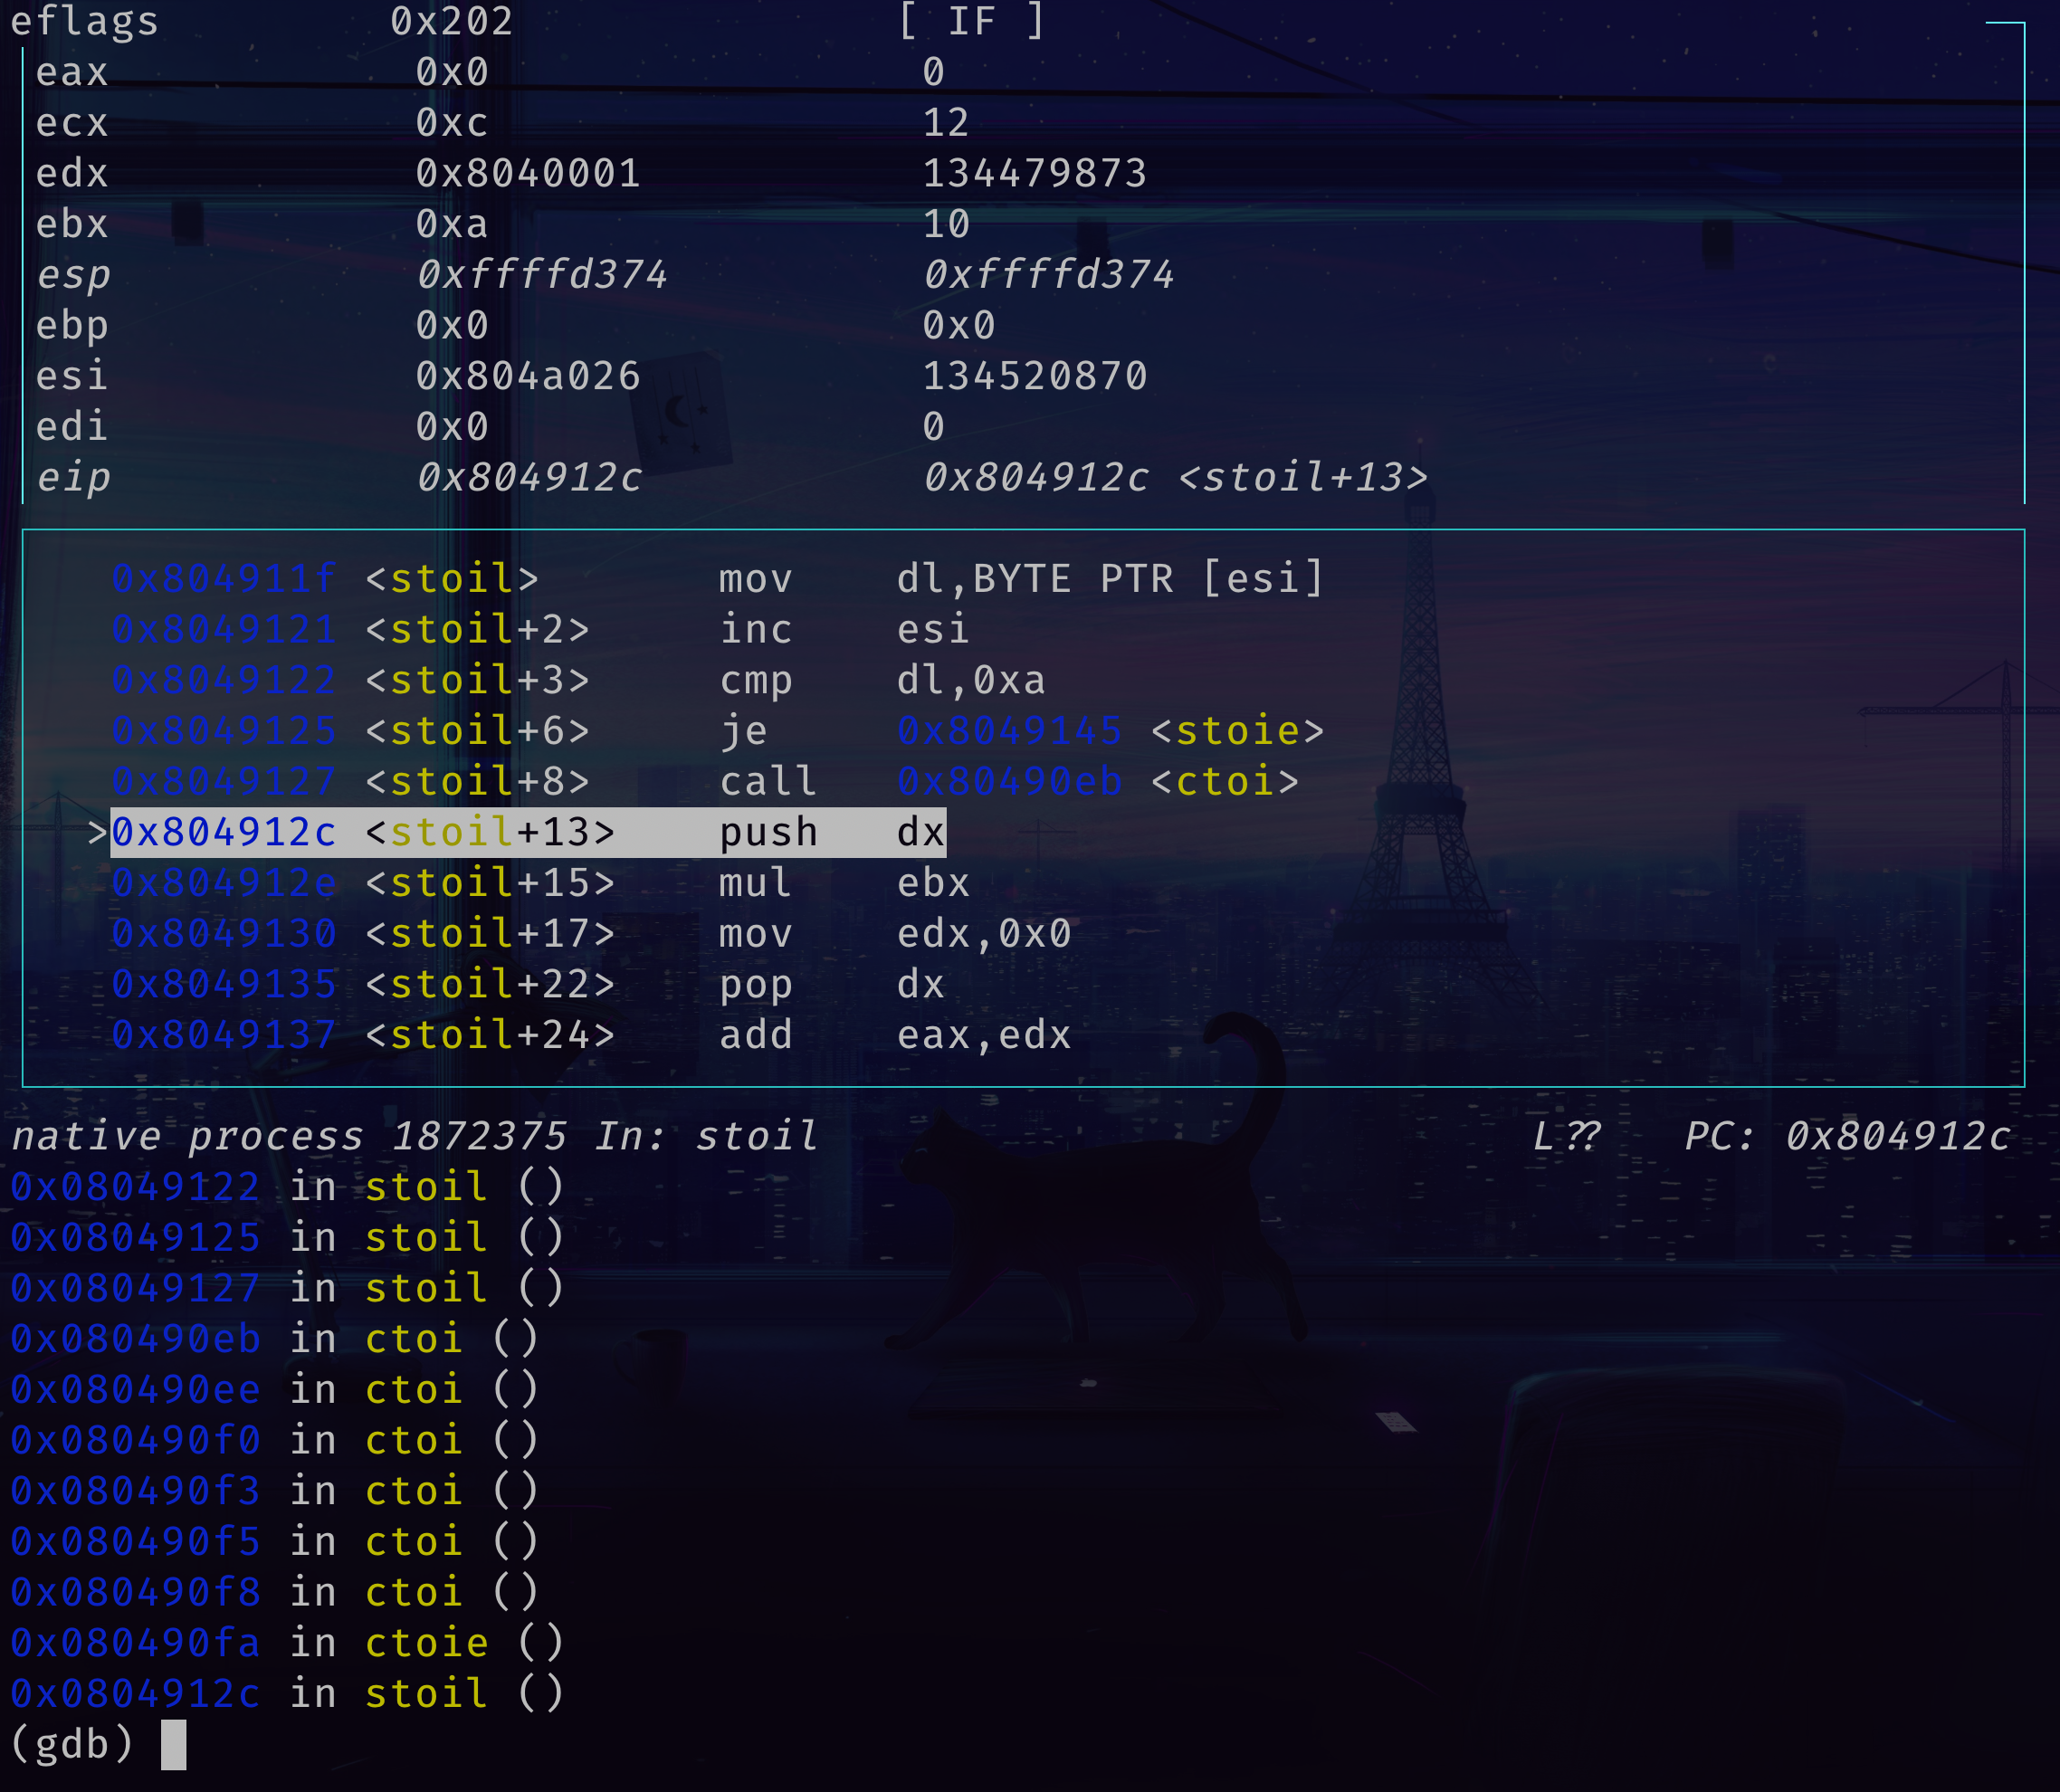 eflags 0x202 [ IF ]
eax 0x0 0
ecx 0xc 12
edx 0x8040001 134479873
ebx 0xa 10
esp 0xffffd374 0xffffd374
ebp 0x0 0x0
esi 0x804a026 134520870
edi 0x0 0
eip 0x804912c 0x804912c <stoil+13>
0x804911f <stoil> mov dl,BYTE PTR [esi]
0x8049121 <stoil+2> inc esi
0x8049122 <stoil+3> cmp dl,0xa
0x8049125 <stoil+6> je 0x8049145 <stoie>
0x8049127 <stoil+8> call 0x80490eb <ctoi>
>0x804912c <stoil+13> push dx
0x804912e <stoil+15> mul ebx
0x8049130 <stoil+17> mov edx,0x0
0x8049135 <stoil+22> pop dx
0x8049137 <stoil+24> add eax,edx
native process 1872375 In: stoil L?? PC: 0x804912c
0x08049122 in stoil ()
0x08049125 in stoil ()
0x08049127 in stoil ()
0x080490eb in ctoi ()
0x080490ee in ctoi ()
0x080490f0 in ctoi ()
0x080490f3 in ctoi ()
0x080490f5 in ctoi ()
0x080490f8 in ctoi ()
0x080490fa in ctoie ()
0x0804912c in stoil ()
(gdb)